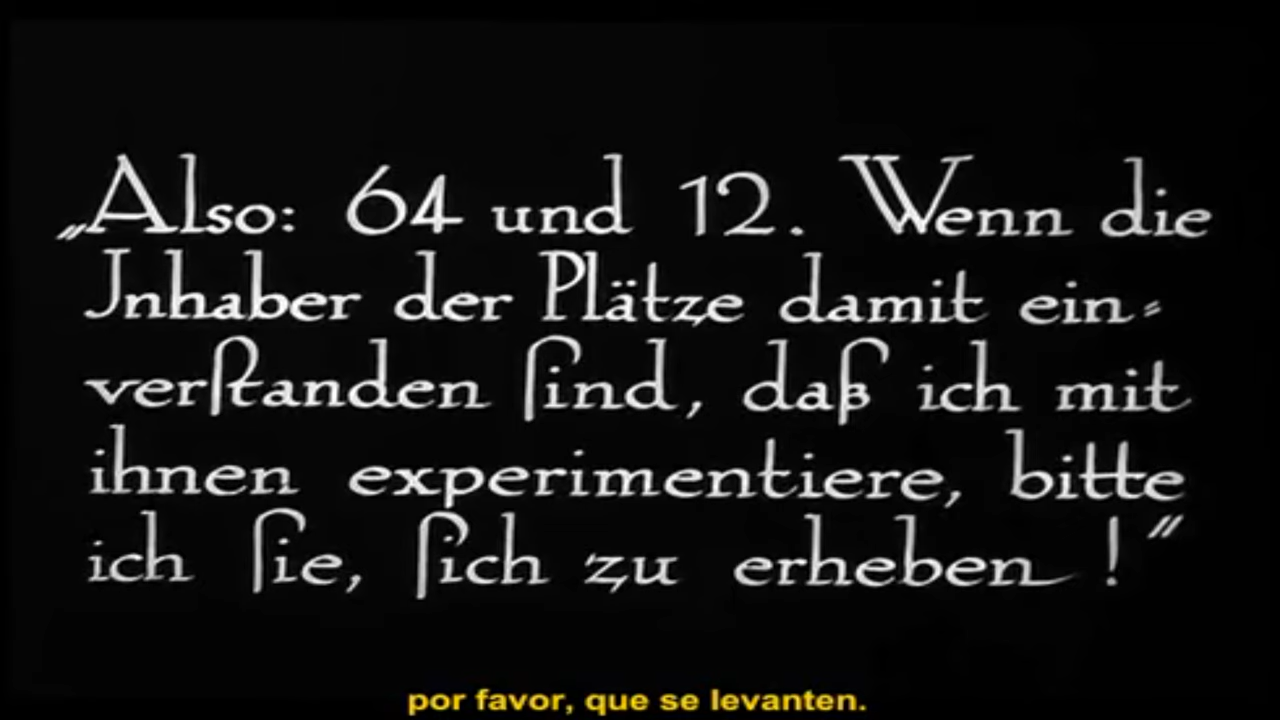 „Also: 64 und 12. Wenn die
Jnhaber der Plätze damit ein⸗
verſtanden ſind, daß ich mit
ihnen experimentiere, bitte
ich ſie, ſich zu erheben!“
por favor, que se levanten.